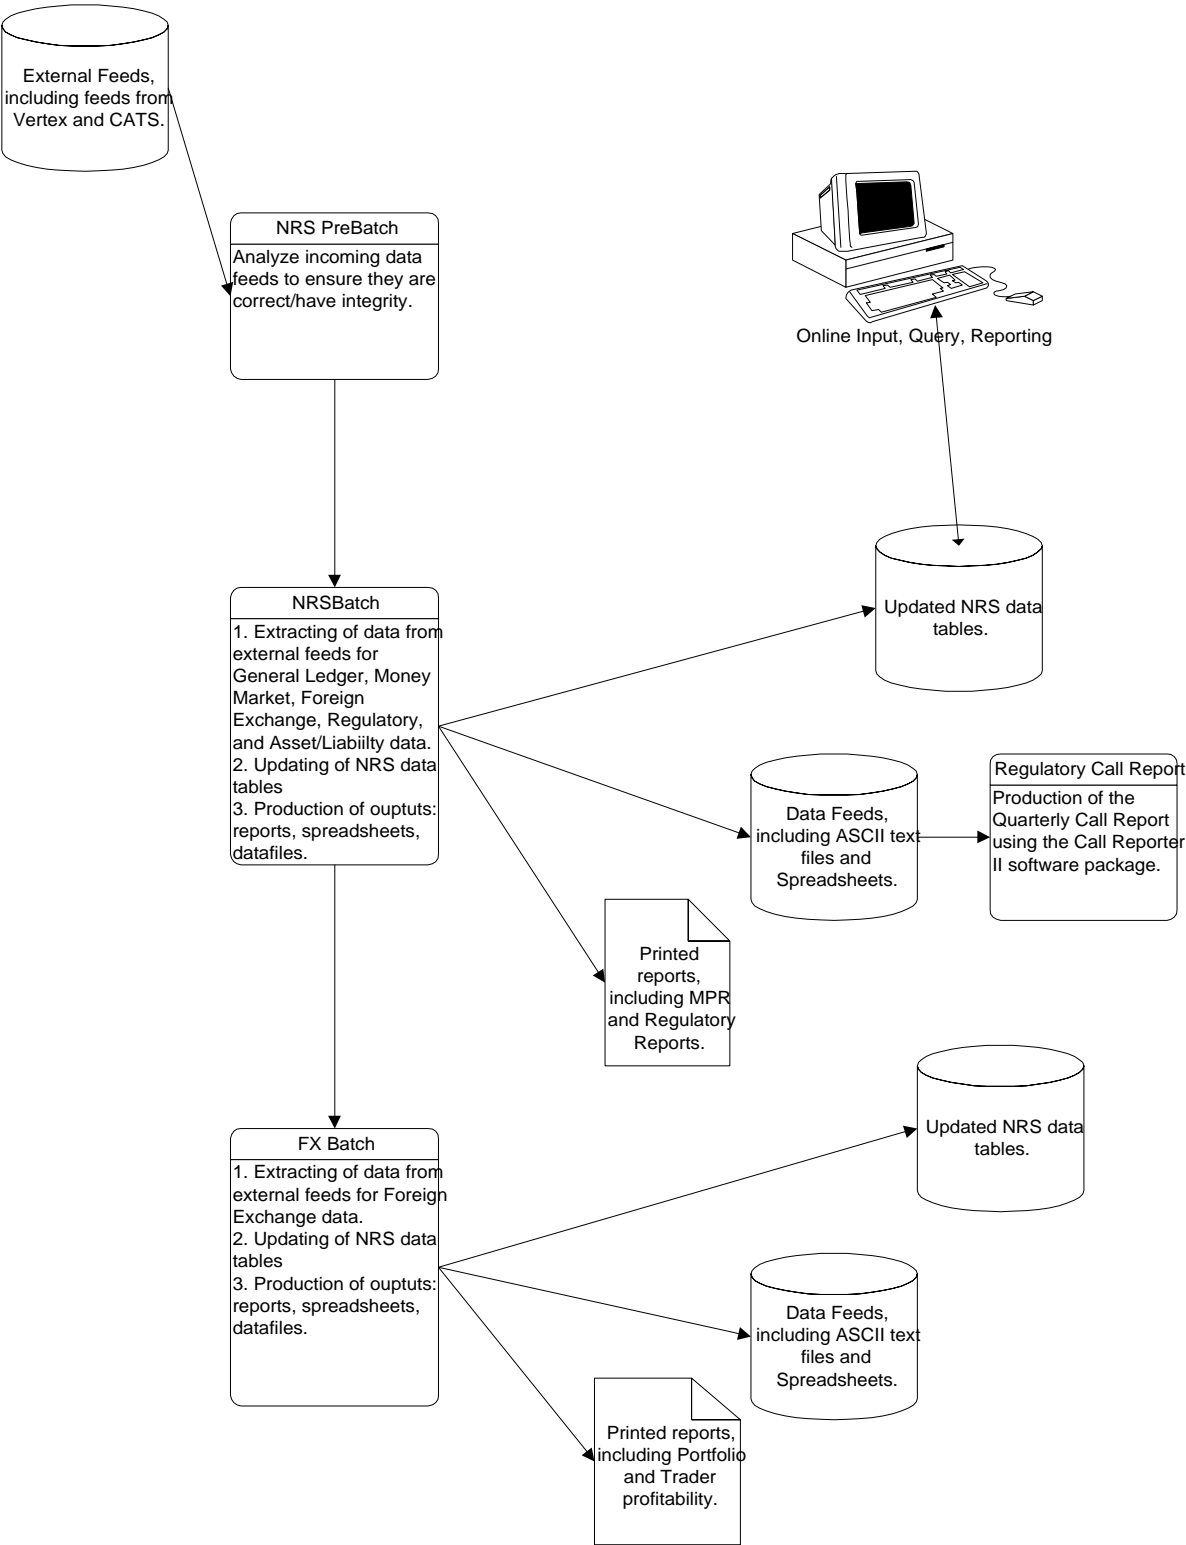 External Feeds,
including feeds from
Vertex and CATS.
NRS PreBatch
Analyze incoming data
feeds to ensure they are
correct/have integrity.
Online Input, Query, Reporting
NRSBatch
1. Extracting of data from
external feeds for
General Ledger, Money
Market, Foreign
Exchange, Regulatory,
and Asset/Liabiilty data.
2. Updating of NRS data
tables
3. Production of ouptuts:
reports, spreadsheets,
datafiles.
Updated NRS data
tables.
Data Feeds,
including ASCII text
files and
Spreadsheets.
Regulatory Call Report
Production of the
Quarterly Call Report
using the Call Reporter
II software package.
Printed
reports,
including MPR
and Regulatory
Reports.
FX Batch
1. Extracting of data from
external feeds for Foreign
Exchange data.
2. Updating of NRS data
tables
3. Production of ouptuts:
reports, spreadsheets,
datafiles.
Updated NRS data
tables.
Data Feeds,
including ASCII text
files and
Spreadsheets.
Printed reports,
including Portfolio
and Trader
profitability.